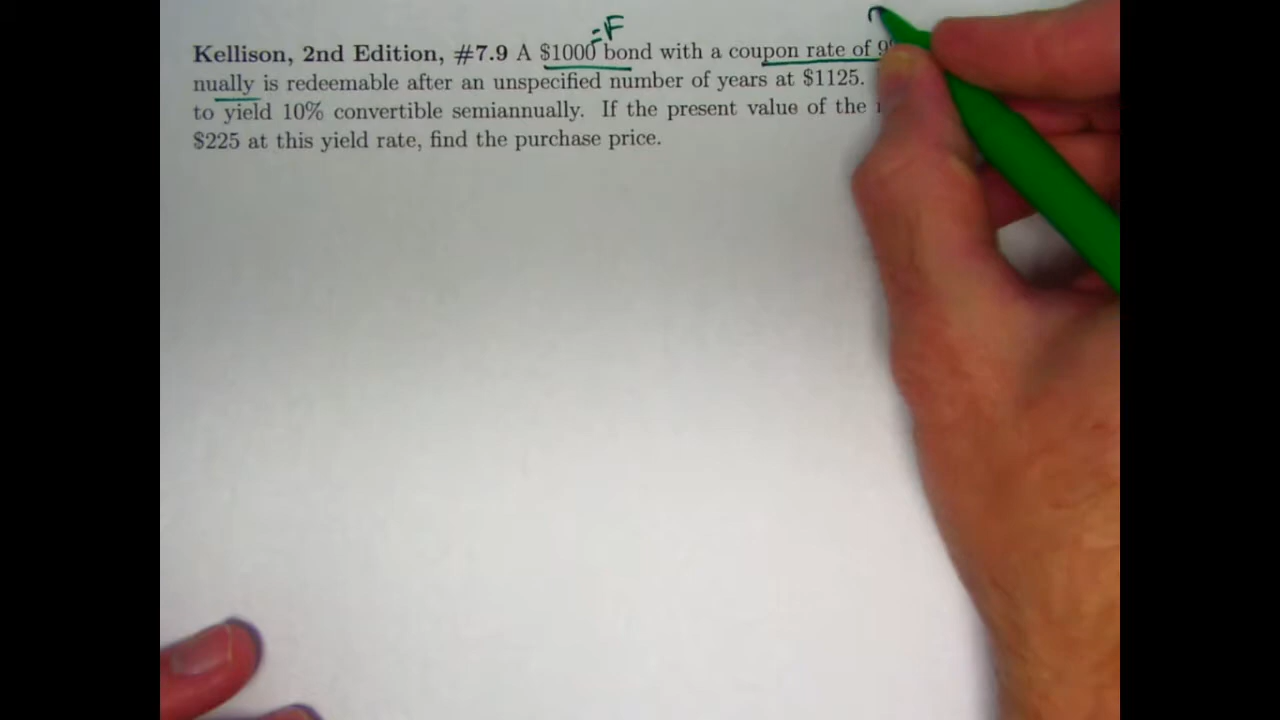 =F
Kellison, 2nd Edition, #7.9 A $1000 bond with a coupon rate of 9
nually is redeemable after an unspecified number of years at $1125.
to yield 10% convertible semiannually. If the present value of the
$225 at this yield rate, find the purchase price.